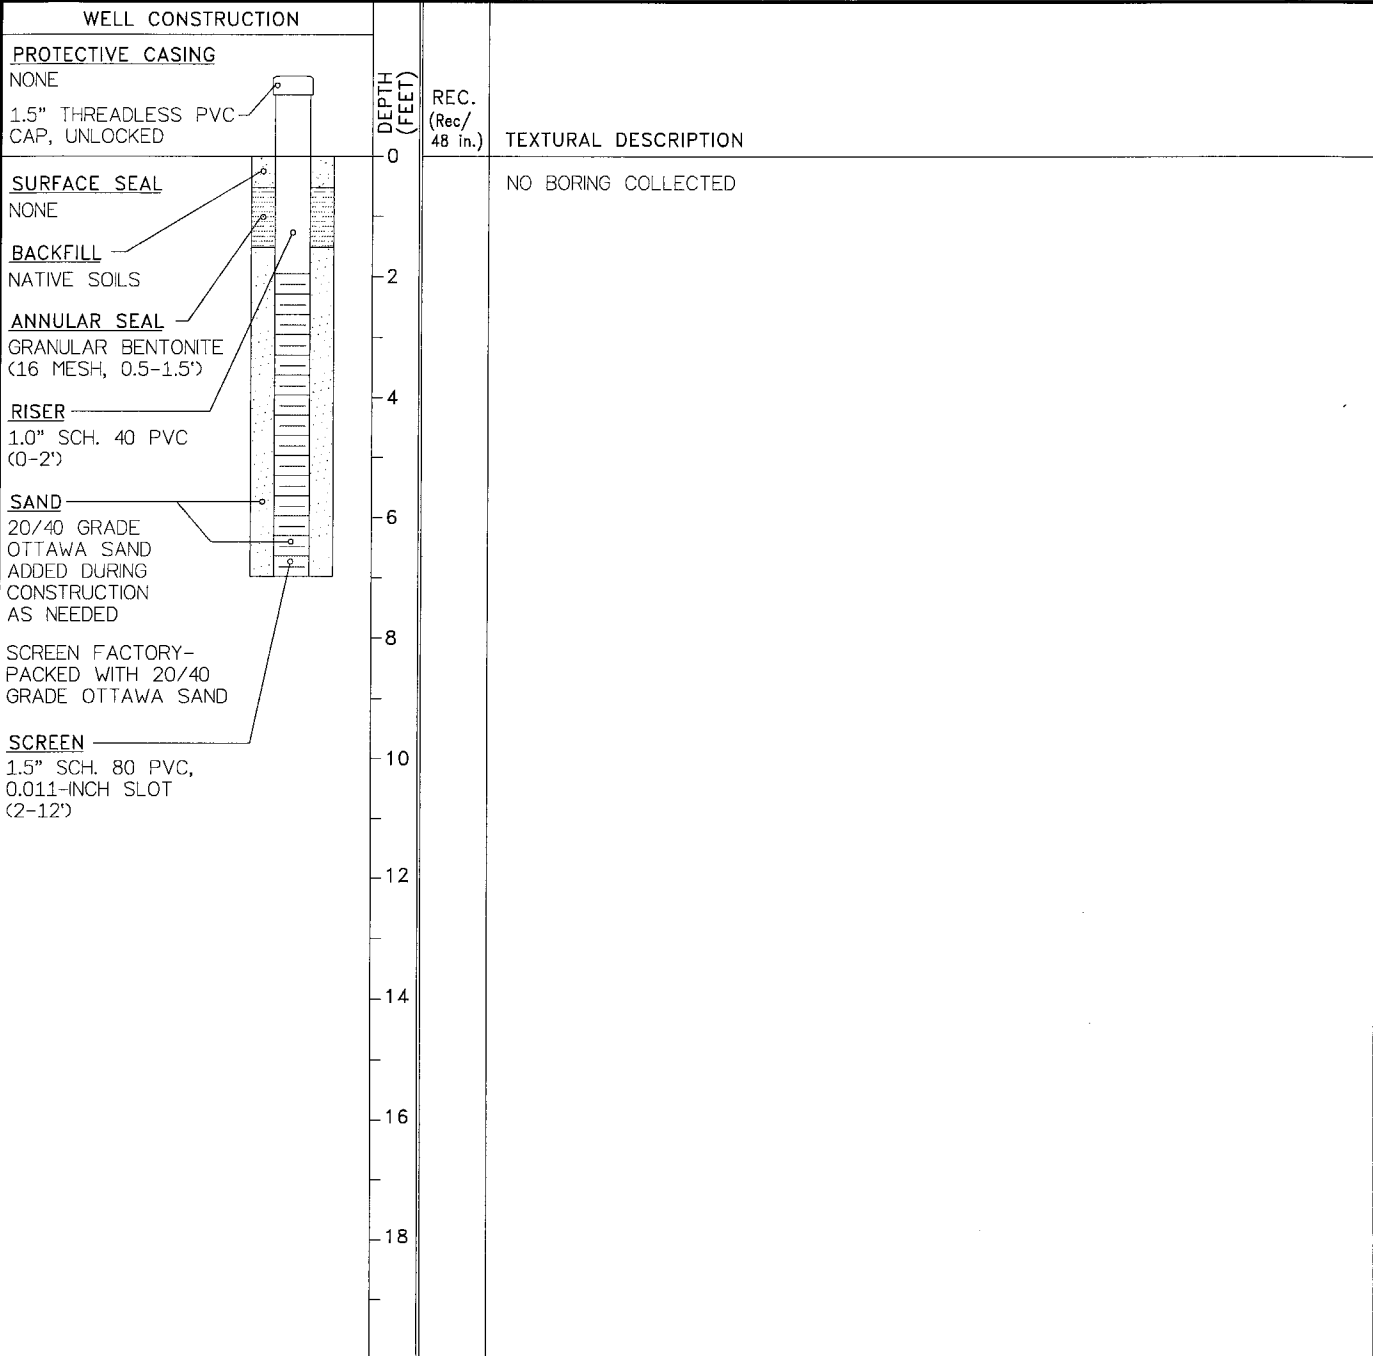 WELL CONSTRUCTION
PROTECTIVE CASING
NONE
1.5" THREADLESS PVC
CAP, UNLOCKED
SURFACE SEAL
NONE
BACKFILL
NATIVE SOILS
ANNULAR SEAL
GRANULAR BENTONITE
(16 MESH, 0.5-1.5')
RISER
1.0" SCH. 40 PVC
(0-2')
SAND
20/40 GRADE
OTTAWA SAND
ADDED DURING
CONSTRUCTION
AS NEEDED
SCREEN FACTORY-
PACKED WITH 20/40
GRADE OTTAWA SAND
SCREEN
1.5" SCH. 80 PVC,
0.011-INCH SLOT
(2-12')
DEPTH
(FEET)
0
2
4
6
8
10
12
14
16
18
REC.
(Rec/
48 in.)
TEXTURAL DESCRIPTION
NO BORING COLLECTED